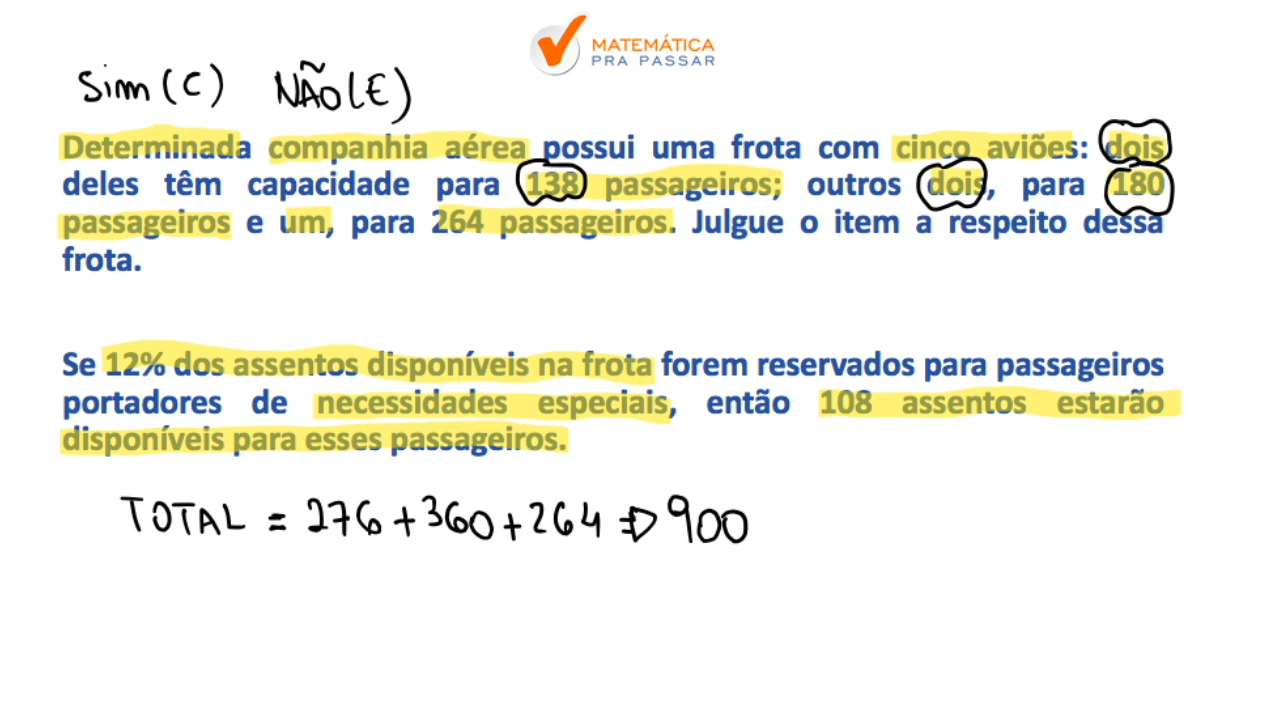 MATEMÁTICA
PRA PASSAR
Sim (C) NÃO (E)
Determinada companhia aérea possui uma frota com cinco aviões: dois
deles têm capacidade para 138 passageiros; outros dois, para 180
passageiros e um, para 264 passageiros. Julgue o item a respeito dessa
frota.
Se 12% dos assentos disponíveis na frota forem reservados para passageiros
portadores de necessidades especiais, então 108 assentos estarão
disponíveis para esses passageiros.
TOTAL = 276 + 360 + 264 ⇒ 900